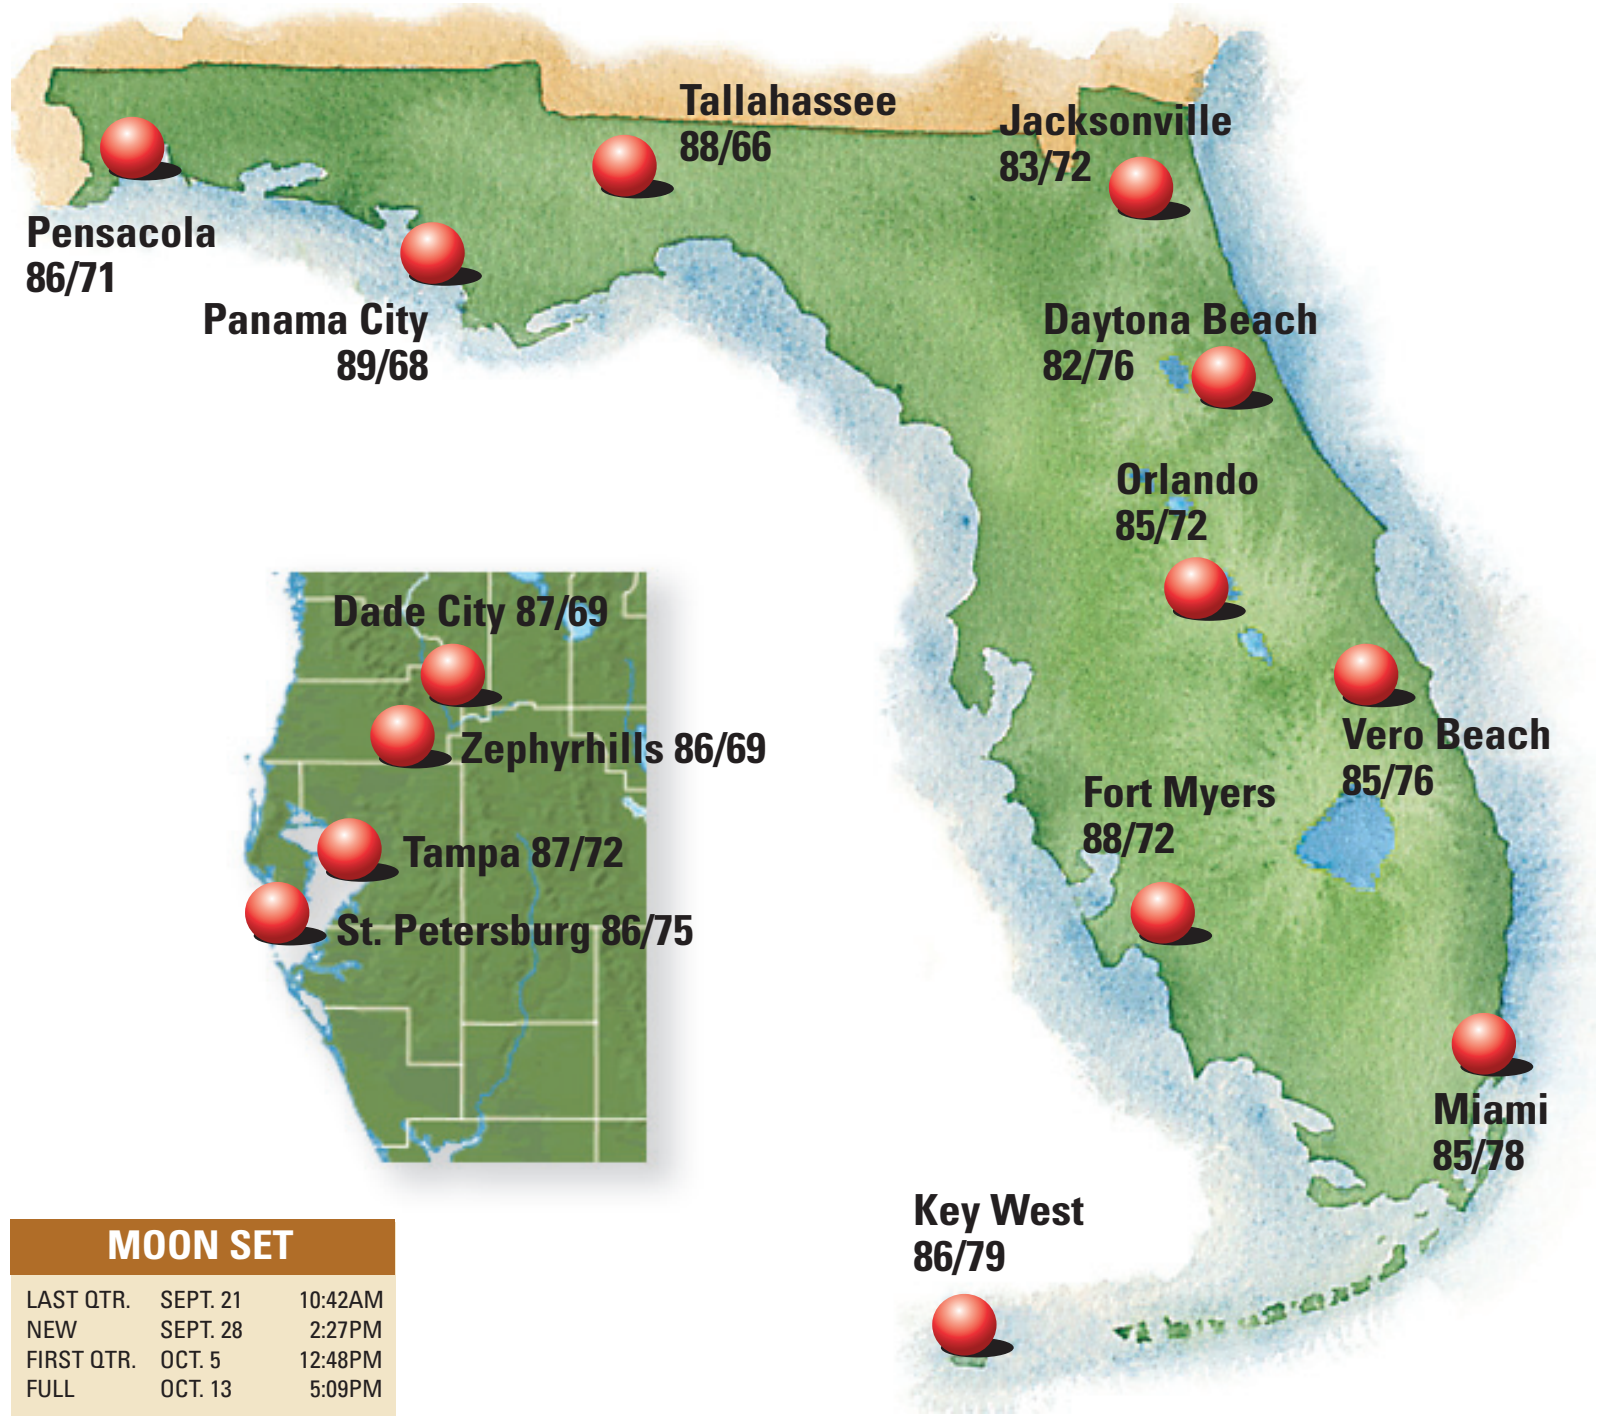 Tallahassee
88/66
Jacksonville
83/72
Pensacola
86/71
Panama City
89/68
Daytona Beach
82/76
Orlando
85/72
Dade City 87/69
Zephyrhills 86/69
Tampa 87/72
St. Petersburg 86/75
Vero Beach
85/76
Fort Myers
88/72
Miami
85/78
Key West
86/79
MOON SET
LAST QTR. SEPT. 21 10:42AM
NEW SEPT. 28 2:27PM
FIRST QTR. OCT. 5 12:48PM
FULL OCT. 13 5:09PM